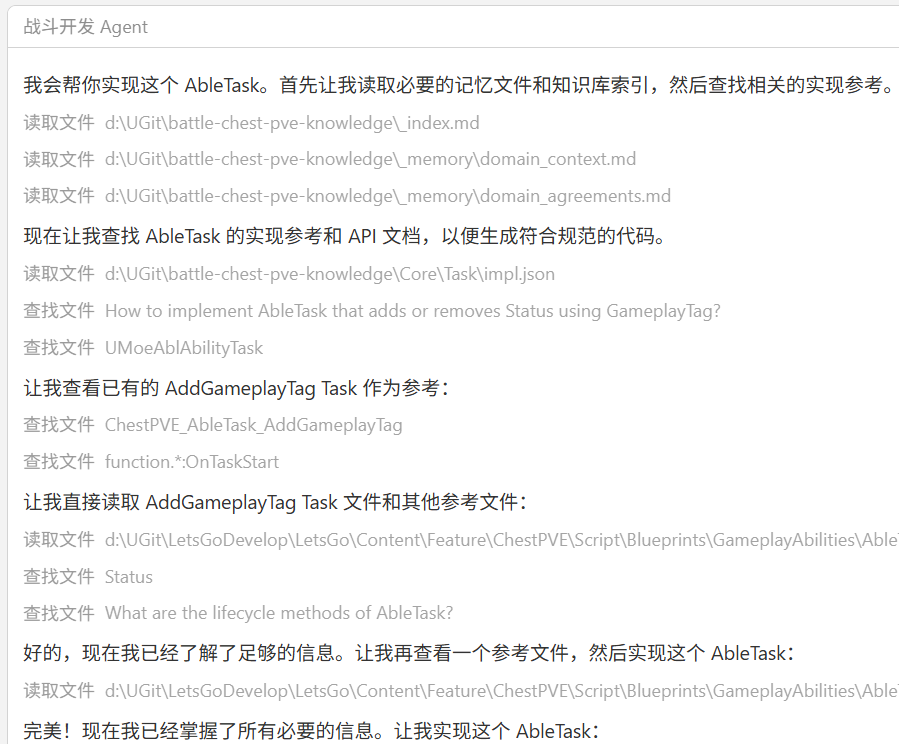 战斗开发 Agent
我会帮你实现这个 AbleTask。首先让我读取必要的记忆文件和知识库索引，然后查找相关的实现参考。
读取文件 d:\UGit\battle-chest-pve-knowledge\_index.md
读取文件 d:\UGit\battle-chest-pve-knowledge\_memory\domain_context.md
读取文件 d:\UGit\battle-chest-pve-knowledge\_memory\domain_agreements.md
现在让我查找 AbleTask 的实现参考和 API 文档，以便生成符合规范的代码。
读取文件 d:\UGit\battle-chest-pve-knowledge\Core\Task\impl.json
查找文件 How to implement AbleTask that adds or removes Status using GameplayTag?
查找文件 UMoeAblAbilityTask
让我查看已有的 AddGameplayTag Task 作为参考：
查找文件 ChestPVE_AbleTask_AddGameplayTag
查找文件 function.*:OnTaskStart
让我直接读取 AddGameplayTag Task 文件和其他参考文件：
读取文件 d:\UGit\LetsGoDevelop\LetsGo\Content\Feature\ChestPVE\Script\Blueprints\GameplayAbilities\Able
查找文件 Status
查找文件 What are the lifecycle methods of AbleTask?
好的，现在我已经了解了足够的信息。让我再查看一个参考文件，然后实现这个 AbleTask：
读取文件 d:\UGit\LetsGoDevelop\LetsGo\Content\Feature\ChestPVE\Script\Blueprints\GameplayAbilities\Able
完美！现在我已经掌握了所有必要的信息。让我实现这个 AbleTask：